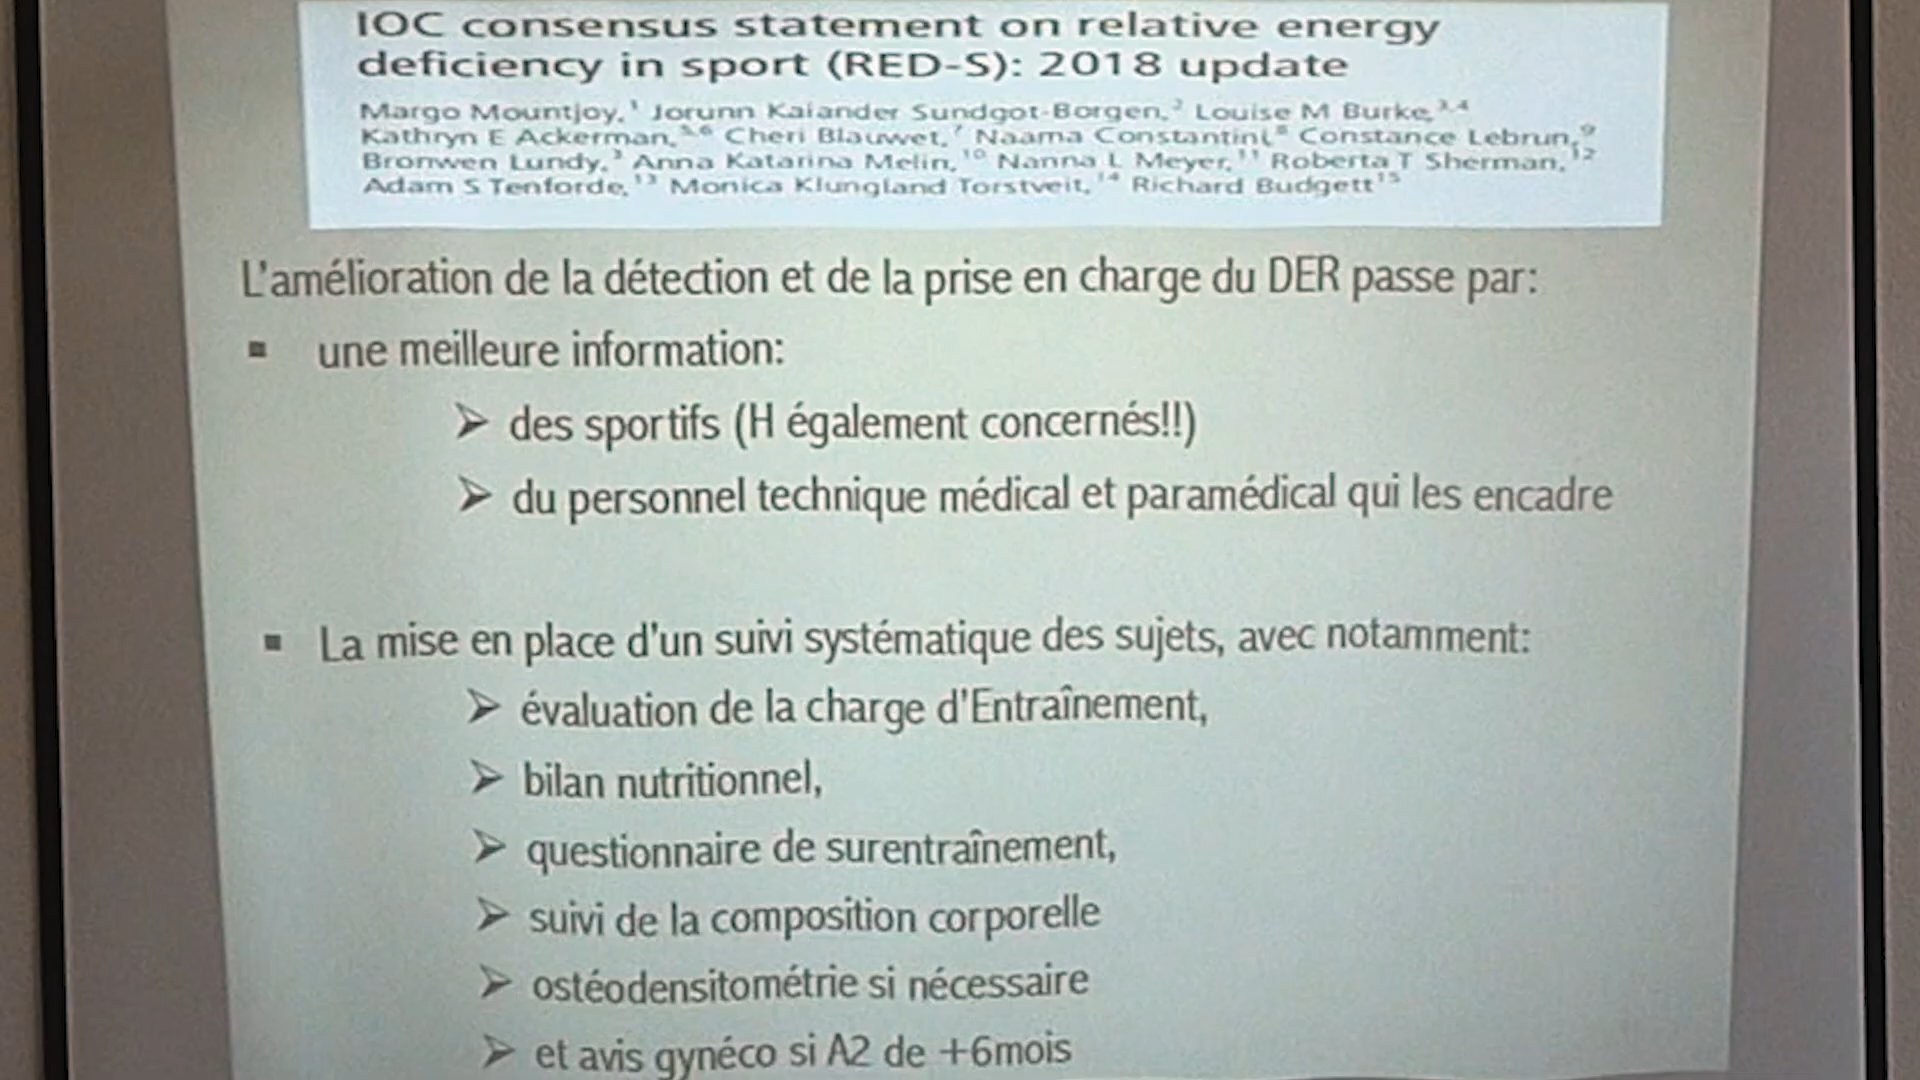 IOC consensus statement on relative energy
deficiency in sport (RED-S): 2018 update
Margo Mountjoy,¹ Jorunn Kaiander Sundgot-Borgen,² Louise M Burke,³,⁴
Kathryn E Ackerman,⁵,⁶ Cheri Blauwet,⁷ Naama Constantini,⁸ Constance Lebrun,⁹
Bronwen Lundy,³ Anna Katarina Melin,¹⁰ Nanna L Meyer,¹¹ Roberta T Sherman,¹²
Adam S Tenforde,¹³ Monica Klungland Torstveit,¹⁴ Richard Budgett¹⁵
L'amélioration de la détection et de la prise en charge du DER passe par:
▪ une meilleure information:
➢ des sportifs (H également concernés!!)
➢ du personnel technique médical et paramédical qui les encadre
▪ La mise en place d'un suivi systématique des sujets, avec notamment:
➢ évaluation de la charge d'Entraînement,
➢ bilan nutritionnel,
➢ questionnaire de surentraînement,
➢ suivi de la composition corporelle
➢ ostéodensitométrie si nécessaire
➢ et avis gynéco si A2 de +6mois